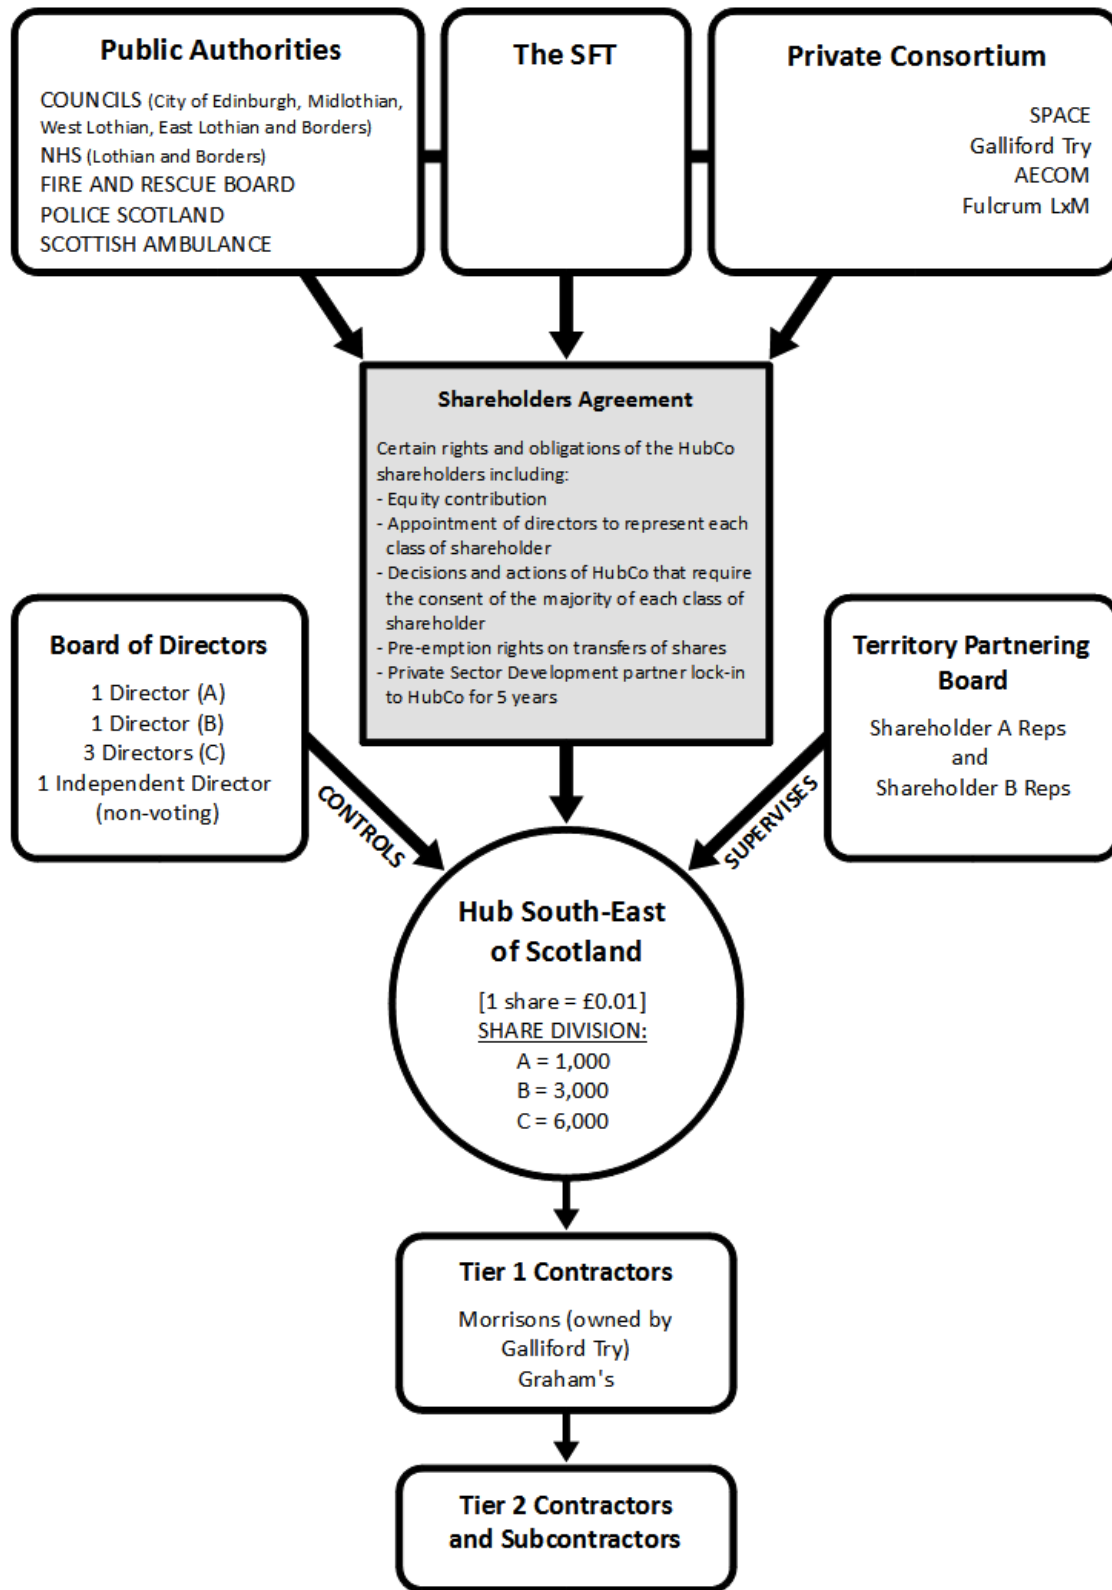 Public Authorities
COUNCILS (City of Edinburgh, Midlothian,
West Lothian, East Lothian and Borders)
NHS (Lothian and Borders)
FIRE AND RESCUE BOARD
POLICE SCOTLAND
SCOTTISH AMBULANCE
The SFT
Private Consortium
SPACE
Galliford Try
AECOM
Fulcrum LxM
Shareholders Agreement
Certain rights and obligations of the HubCo
shareholders including:
- Equity contribution
- Appointment of directors to represent each
class of shareholder
- Decisions and actions of HubCo that require
the consent of the majority of each class of
shareholder
- Pre-emption rights on transfers of shares
- Private Sector Development partner lock-in
to HubCo for 5 years
Board of Directors
1 Director (A)
1 Director (B)
3 Directors (C)
1 Independent Director
(non-voting)
CONTROLS
Territory Partnering
Board
Shareholder A Reps
and
Shareholder B Reps
SUPERVISES
Hub South-East
of Scotland
[1 share = £0.01]
SHARE DIVISION:
A = 1,000
B = 3,000
C = 6,000
Tier 1 Contractors
Morrisons (owned by
Galliford Try)
Graham's
Tier 2 Contractors
and Subcontractors